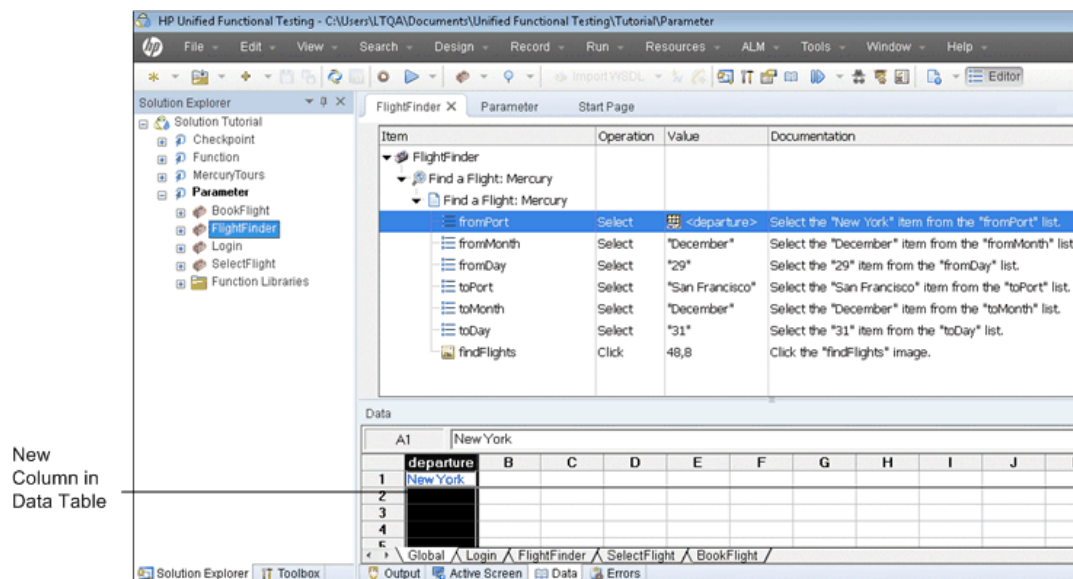 HP Unified Functional Testing - C:\Users\LTQA\Documents\Unified Functional Testing\Tutorial\Parameter
hp File Edit View Search Design Record Run Resources ALM Tools Window Help
Import WSDL Editor
Solution Explorer
Solution Tutorial
Checkpoint
Function
MercuryTours
Parameter
BookFlight
FlightFinder
Login
SelectFlight
Function Libraries
FlightFinder Parameter Start Page
Item Operation Value Documentation
FlightFinder
Find a Flight: Mercury
Find a Flight: Mercury
fromPort Select <departure> Select the "New York" item from the "fromPort" list.
fromMonth Select "December" Select the "December" item from the "fromMonth" list
fromDay Select "29" Select the "29" item from the "fromDay" list.
toPort Select "San Francisco" Select the "San Francisco" item from the "toPort" list.
toMonth Select "December" Select the "December" item from the "toMonth" list.
toDay Select "31" Select the "31" item from the "toDay" list.
findFlights Click 48,8 Click the "findFlights" image.
Data
A1 New York
departure B C D E F G H I J
1 New York
2
3
4
5
Global Login FlightFinder SelectFlight BookFlight
Solution Explorer Toolbox Output Active Screen Data Errors
New
Column in
Data Table